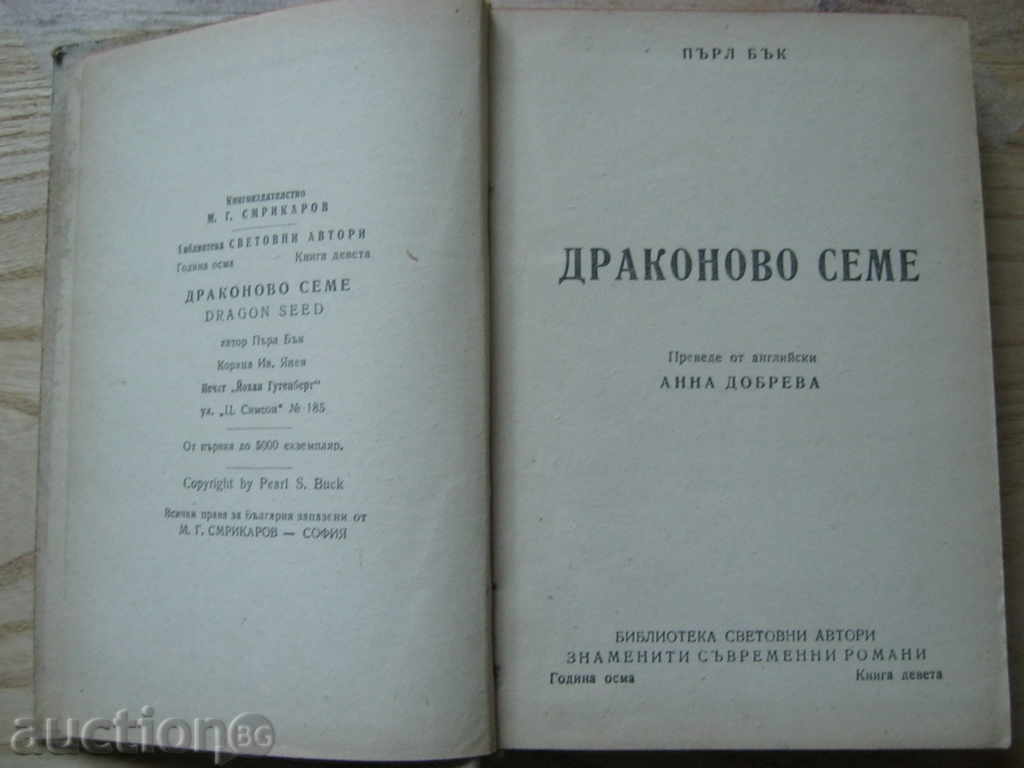 Книгоиздателство
М. Г. СМРИКАРОВ
Библиотека СВЕТОВНИ АВТОРИ
Година осма Книга девета
ДРАКОНОВО СЕМЕ
DRAGON SEED
автор Пърл Бък
Корица Ив. Янев
Печат „Йохан Гутенберг“
ул. „Ц. Симеон“ № 185
От първия до 5000 екземпляр.
Copyright by Pearl S. Buck
Всички права за България запазени от
М. Г. СМРИКАРОВ — СОФИЯ
ПЪРЛ БЪК
ДРАКОНОВО СЕМЕ
Преведе от английски
АННА ДОБРЕВА
БИБЛИОТЕКА СВЕТОВНИ АВТОРИ
ЗНАМЕНИТИ СЪВРЕМЕННИ РОМАНИ
Година осма Книга девета
auctionBG